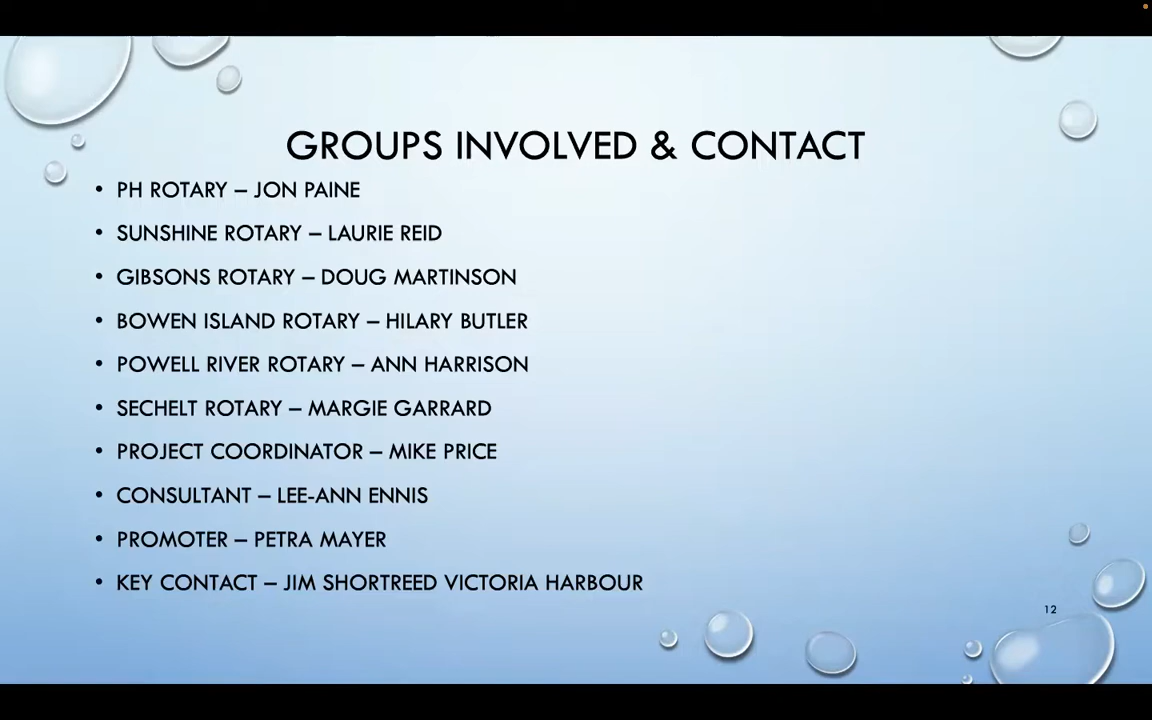 GROUPS INVOLVED & CONTACT
• PH ROTARY – JON PAINE
• SUNSHINE ROTARY – LAURIE REID
• GIBSONS ROTARY – DOUG MARTINSON
• BOWEN ISLAND ROTARY – HILARY BUTLER
• POWELL RIVER ROTARY – ANN HARRISON
• SECHELT ROTARY – MARGIE GARRARD
• PROJECT COORDINATOR – MIKE PRICE
• CONSULTANT – LEE-ANN ENNIS
• PROMOTER – PETRA MAYER
• KEY CONTACT – JIM SHORTREED VICTORIA HARBOUR
12